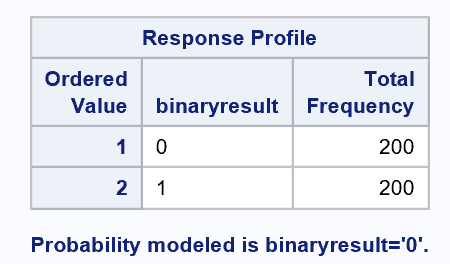 Response Profile
Ordered Value binaryresult Total Frequency
1 0 200
2 1 200
Probability modeled is binaryresult='0'.